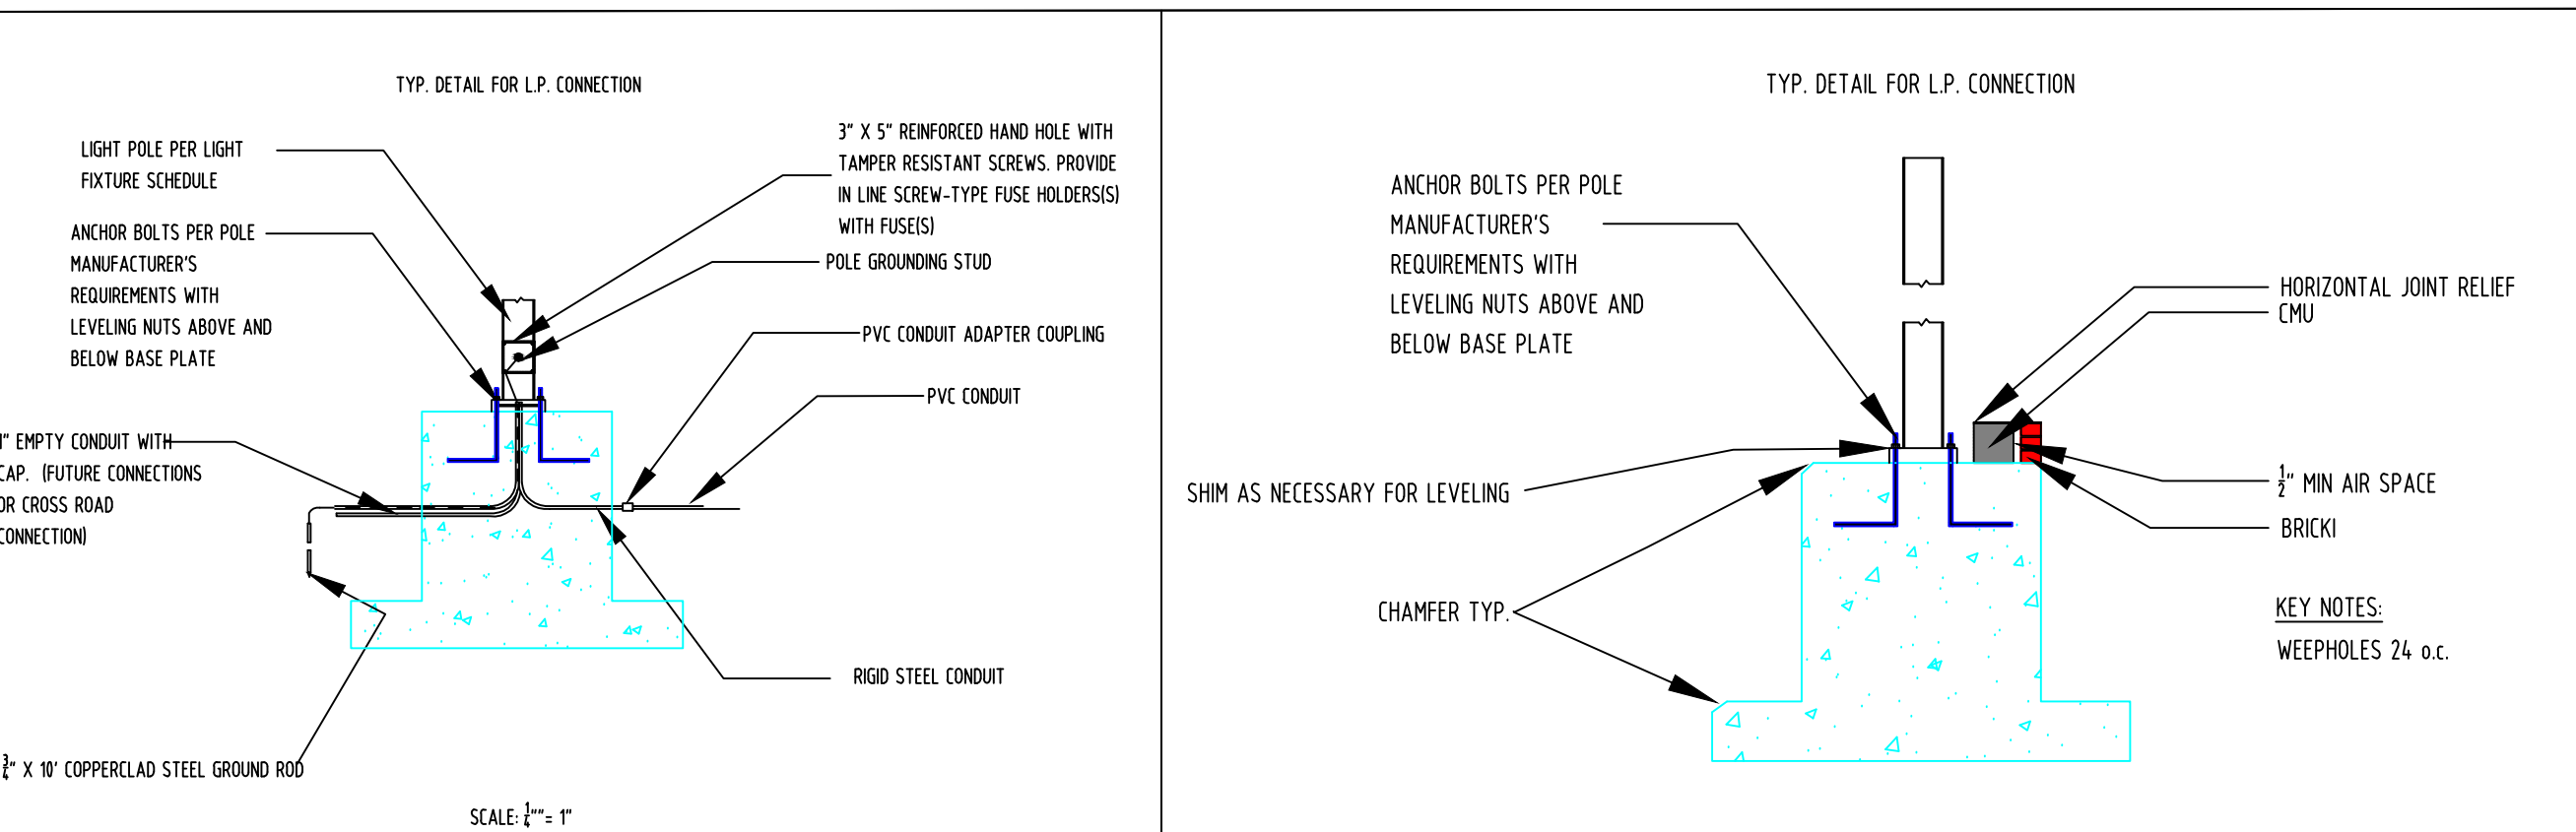 TYP. DETAIL FOR L.P. CONNECTION
LIGHT POLE PER LIGHT
FIXTURE SCHEDULE
ANCHOR BOLTS PER POLE
MANUFACTURER'S
REQUIREMENTS WITH
LEVELING NUTS ABOVE AND
BELOW BASE PLATE
1" EMPTY CONDUIT WITH
CAP. (FUTURE CONNECTIONS
OR CROSS ROAD
CONNECTION)
¾" X 10' COPPERCLAD STEEL GROUND ROD
3" X 5" REINFORCED HAND HOLE WITH
TAMPER RESISTANT SCREWS. PROVIDE
IN LINE SCREW-TYPE FUSE HOLDERS(S)
WITH FUSE(S)
POLE GROUNDING STUD
PVC CONDUIT ADAPTER COUPLING
PVC CONDUIT
RIGID STEEL CONDUIT
SCALE: ¼""= 1"
TYP. DETAIL FOR L.P. CONNECTION
ANCHOR BOLTS PER POLE
MANUFACTURER'S
REQUIREMENTS WITH
LEVELING NUTS ABOVE AND
BELOW BASE PLATE
SHIM AS NECESSARY FOR LEVELING
CHAMFER TYP.
HORIZONTAL JOINT RELIEF
CMU
½" MIN AIR SPACE
BRICKI
KEY NOTES:
WEEPHOLES 24 o.c.